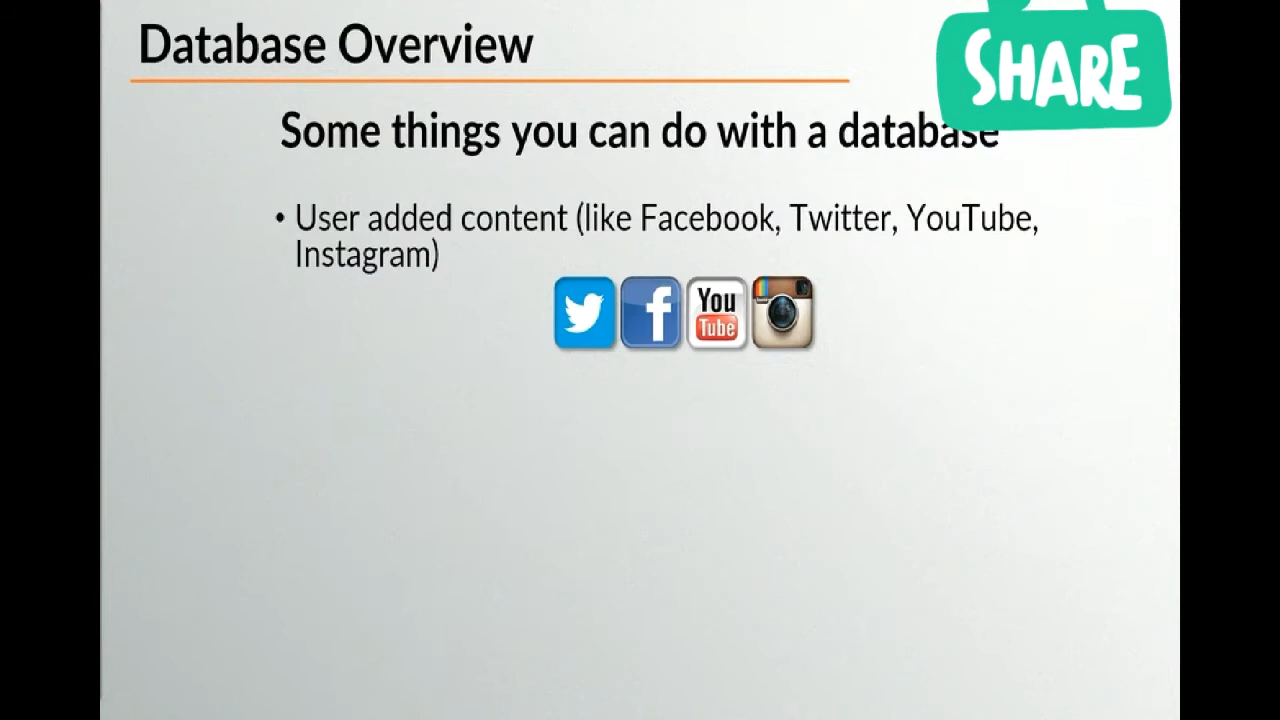 Database Overview
SHARE
Some things you can do with a database
• User added content (like Facebook, Twitter, YouTube,
Instagram)
f You
Tube